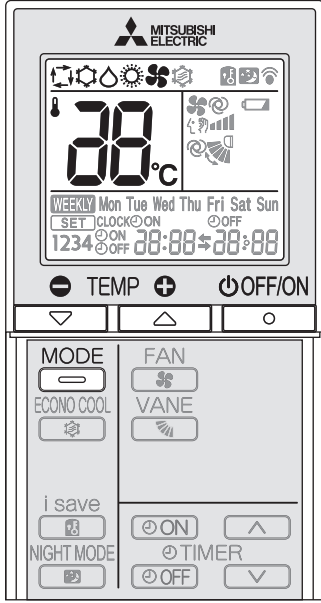 MITSUBISHI
ELECTRIC
88°C
WEEKLY Mon Tue Wed Thu Fri Sat Sun
SET CLOCK ON OFF
1234 ON OFF 88:88 88:88
TEMP OFF/ON
MODE FAN
ECONO COOL VANE
i save ON
NIGHT MODE TIMER
OFF